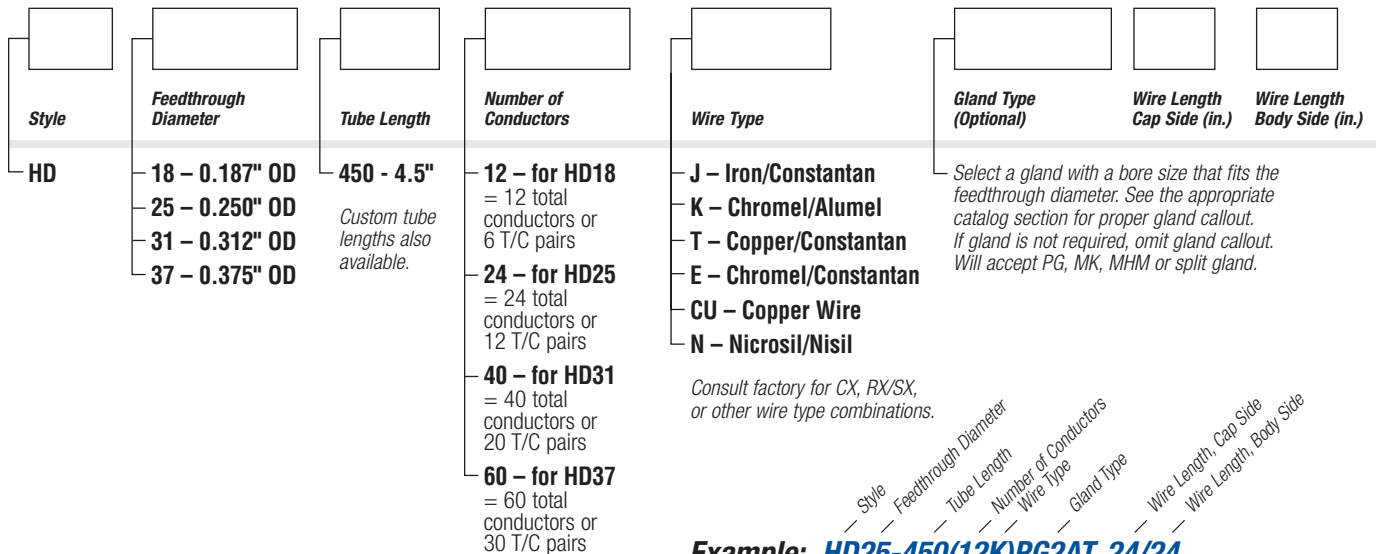 Style
Feedthrough
Diameter
Tube Length
Number of
Conductors
Wire Type
Gland Type
(Optional)
Wire Length
Cap Side (in.)
Wire Length
Body Side (in.)
HD
18 – 0.187" OD
25 – 0.250" OD
31 – 0.312" OD
37 – 0.375" OD
450 - 4.5"
Custom tube
lengths also
available.
12 – for HD18
= 12 total
conductors or
6 T/C pairs
24 – for HD25
= 24 total
conductors or
12 T/C pairs
40 – for HD31
= 40 total
conductors or
20 T/C pairs
60 – for HD37
= 60 total
conductors or
30 T/C pairs
J – Iron/Constantan
K – Chromel/Alumel
T – Copper/Constantan
E – Chromel/Constantan
CU – Copper Wire
N – Nicrosil/Nisil
Consult factory for CX, RX/SX,
or other wire type combinations.
Select a gland with a bore size that fits the
feedthrough diameter. See the appropriate
catalog section for proper gland callout.
If gland is not required, omit gland callout.
Will accept PG, MK, MHM or split gland.
Style
Feedthrough Diameter
Tube Length
Number of Conductors
Wire Type
Gland Type
Wire Length, Cap Side
Wire Length, Body Side
Example: HD25-450(12K)PG2AT, 24/24